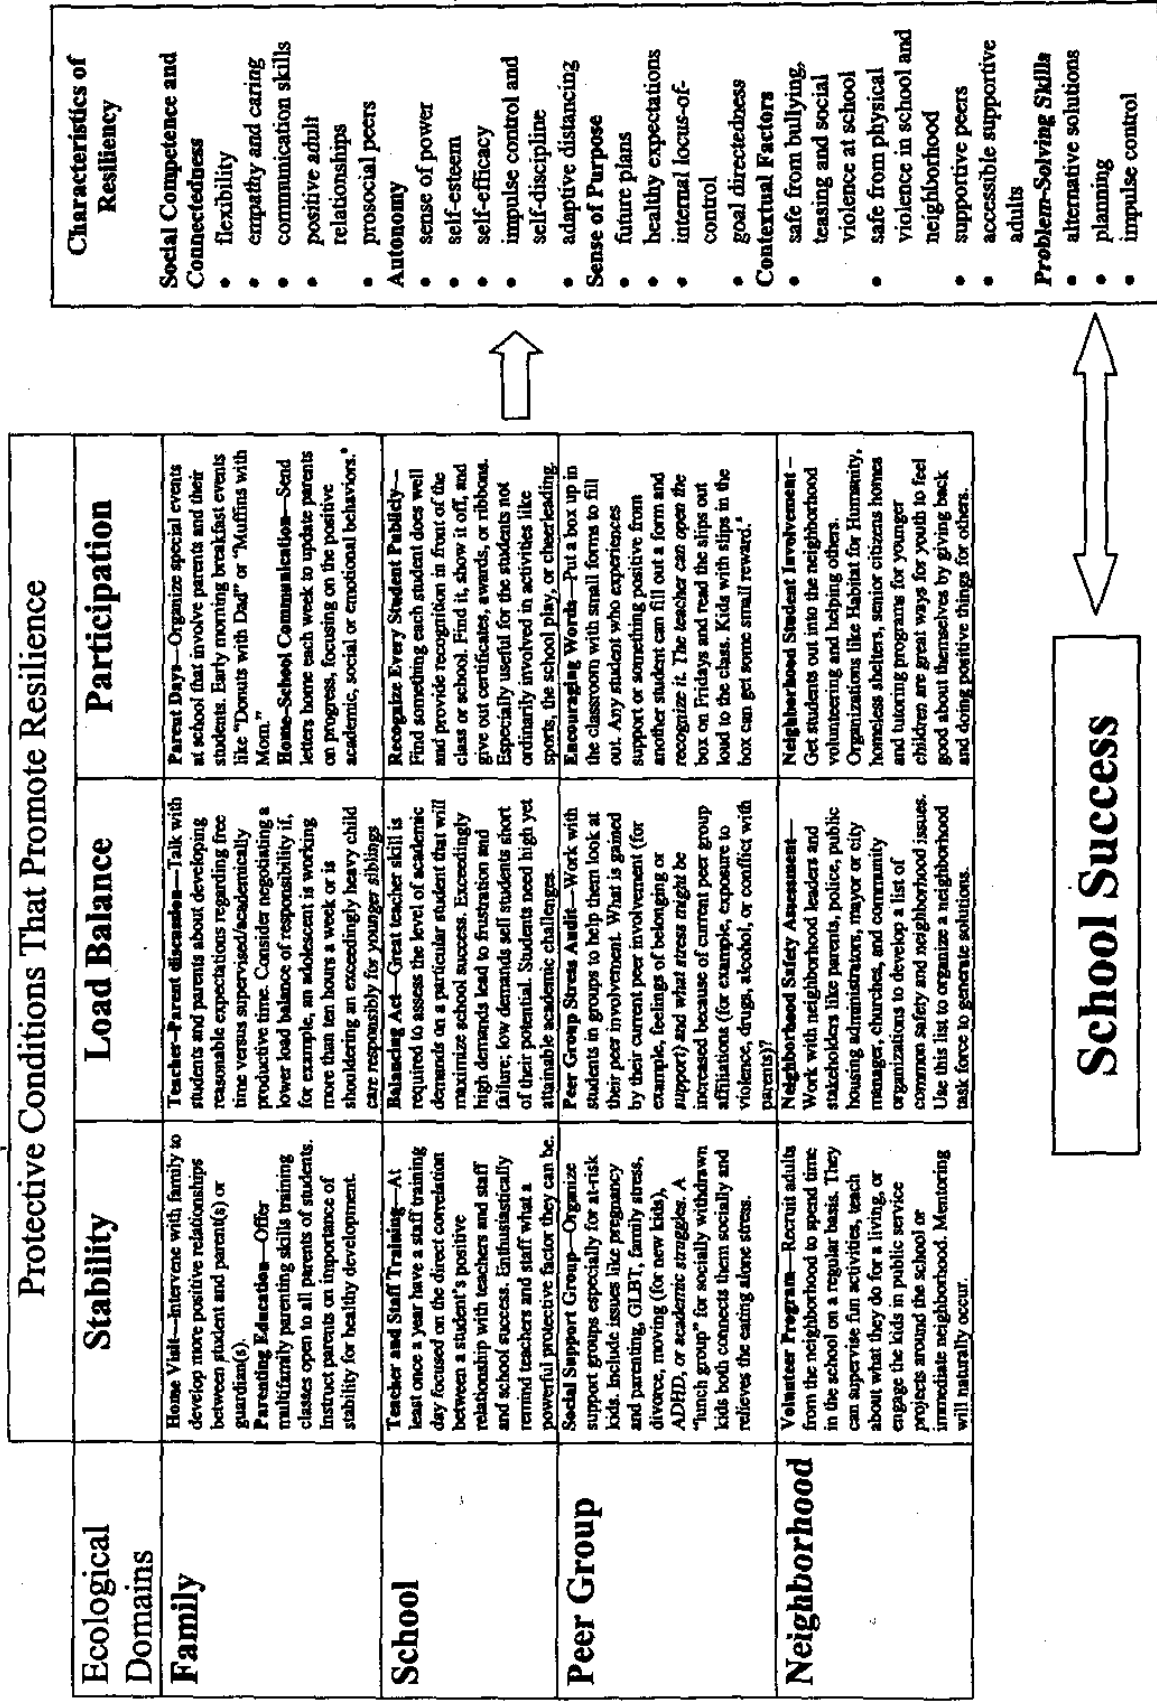 Protective Conditions That Promote Resilience
Ecological
Domains
Stability
Load Balance
Participation
Family
Home Visit—Intervene with family to
develop more positive relationships
between student and parent(s) or
guardian(s).
Parenting Education—Offer
multifamily parenting skills training
classes open to all parents of students.
Instruct parents on importance of
stability for healthy development.
Teacher–Parent discussion—Talk with
students and parents about developing
reasonable expectations regarding free
time versus supervised/academically
productive time. Consider negotiating a
lower load balance of responsibility if,
for example, an adolescent is working
more than ten hours a week or is
shouldering an exceedingly heavy child
care responsibly for younger siblings
Parent Days—Organize special events
at school that involve parents and their
students. Early morning breakfast events
like "Donuts with Dad" or "Muffins with
Mom."
Home–School Communication—Send
letters home each week to update parents
on progress, focusing on the positive
academic, social or emotional behaviors.*
School
Teacher and Staff Training—At
least once a year have a staff training
day focused on the direct correlation
between a student's positive
relationship with teachers and staff
and school success. Enthusiastically
remind teachers and staff what a
powerful protective factor they can be.
Balancing Act—Great teacher skill is
required to assess the level of academic
demands on a particular student that will
maximize school success. Exceedingly
high demands lead to frustration and
failure; low demands sell students short
of their potential. Students need high yet
attainable academic challenges.
Recognize Every Student Publicly—
Find something each student does well
and provide recognition in front of the
class or school. Find it, show it off, and
give out certificates, awards, or ribbons.
Especially useful for the students not
ordinarily involved in activities like
sports, the school play, or cheerleading.
Peer Group
Social Support Group—Organize
support groups especially for at-risk
kids. Include issues like pregnancy
and parenting, GLBT, family stress,
divorce, moving (for new kids),
ADHD, or academic struggles. A
"lunch group" for socially withdrawn
kids both connects them socially and
relieves the eating alone stress.
Peer Group Stress Audit—Work with
students in groups to help them look at
their peer involvement. What is gained
by their current peer involvement (for
example, feelings of belonging or
support) and what stress might be
increased because of current peer group
affiliations (for example, exposure to
violence, drugs, alcohol, or conflict with
parents)?
Encouraging Words—Put a box up in
the classroom with small forms to fill
out. Any student who experiences
support or something positive from
another student can fill out a form and
recognize it. The teacher can open the
box on Fridays and read the slips out
loud to the class. Kids with slips in the
box can get some small reward.
Neighborhood
Volunteer Program—Recruit adults
from the neighborhood to spend time
in the school on a regular basis. They
can supervise fun activities, teach
about what they do for a living, or
engage the kids in public service
projects around the school or
immediate neighborhood. Mentoring
will naturally occur.
Neighborhood Safety Assessment—
Work with neighborhood leaders and
stakeholders like parents, police, public
housing administrators, mayor or city
manager, churches, and community
organizations to develop a list of
common safety and neighborhood issues.
Use this list to organize a neighborhood
task force to generate solutions.
Neighborhood Student Involvement –
Get students out into the neighborhood
volunteering and helping others.
Organizations like Habitat for Humanity,
homeless shelters, senior citizens homes
and tutoring programs for younger
children are great ways for youth to feel
good about themselves by giving back
and doing positive things for others.
Characteristics of
Resiliency
Social Competence and
Connectedness
• flexibility
• empathy and caring
• communication skills
• positive adult
relationships
• prosocial peers
Autonomy
• sense of power
• self-esteem
• self-efficacy
• impulse control and
self-discipline
• adaptive distancing
Sense of Purpose
• future plans
• healthy expectations
• internal locus-of-
control
• goal directedness
Contextual Factors
• safe from bullying,
teasing and social
violence at school
• safe from physical
violence in school and
neighborhood
• supportive peers
• accessible supportive
adults
Problem-Solving Skills
• alternative solutions
• planning
• impulse control
School Success